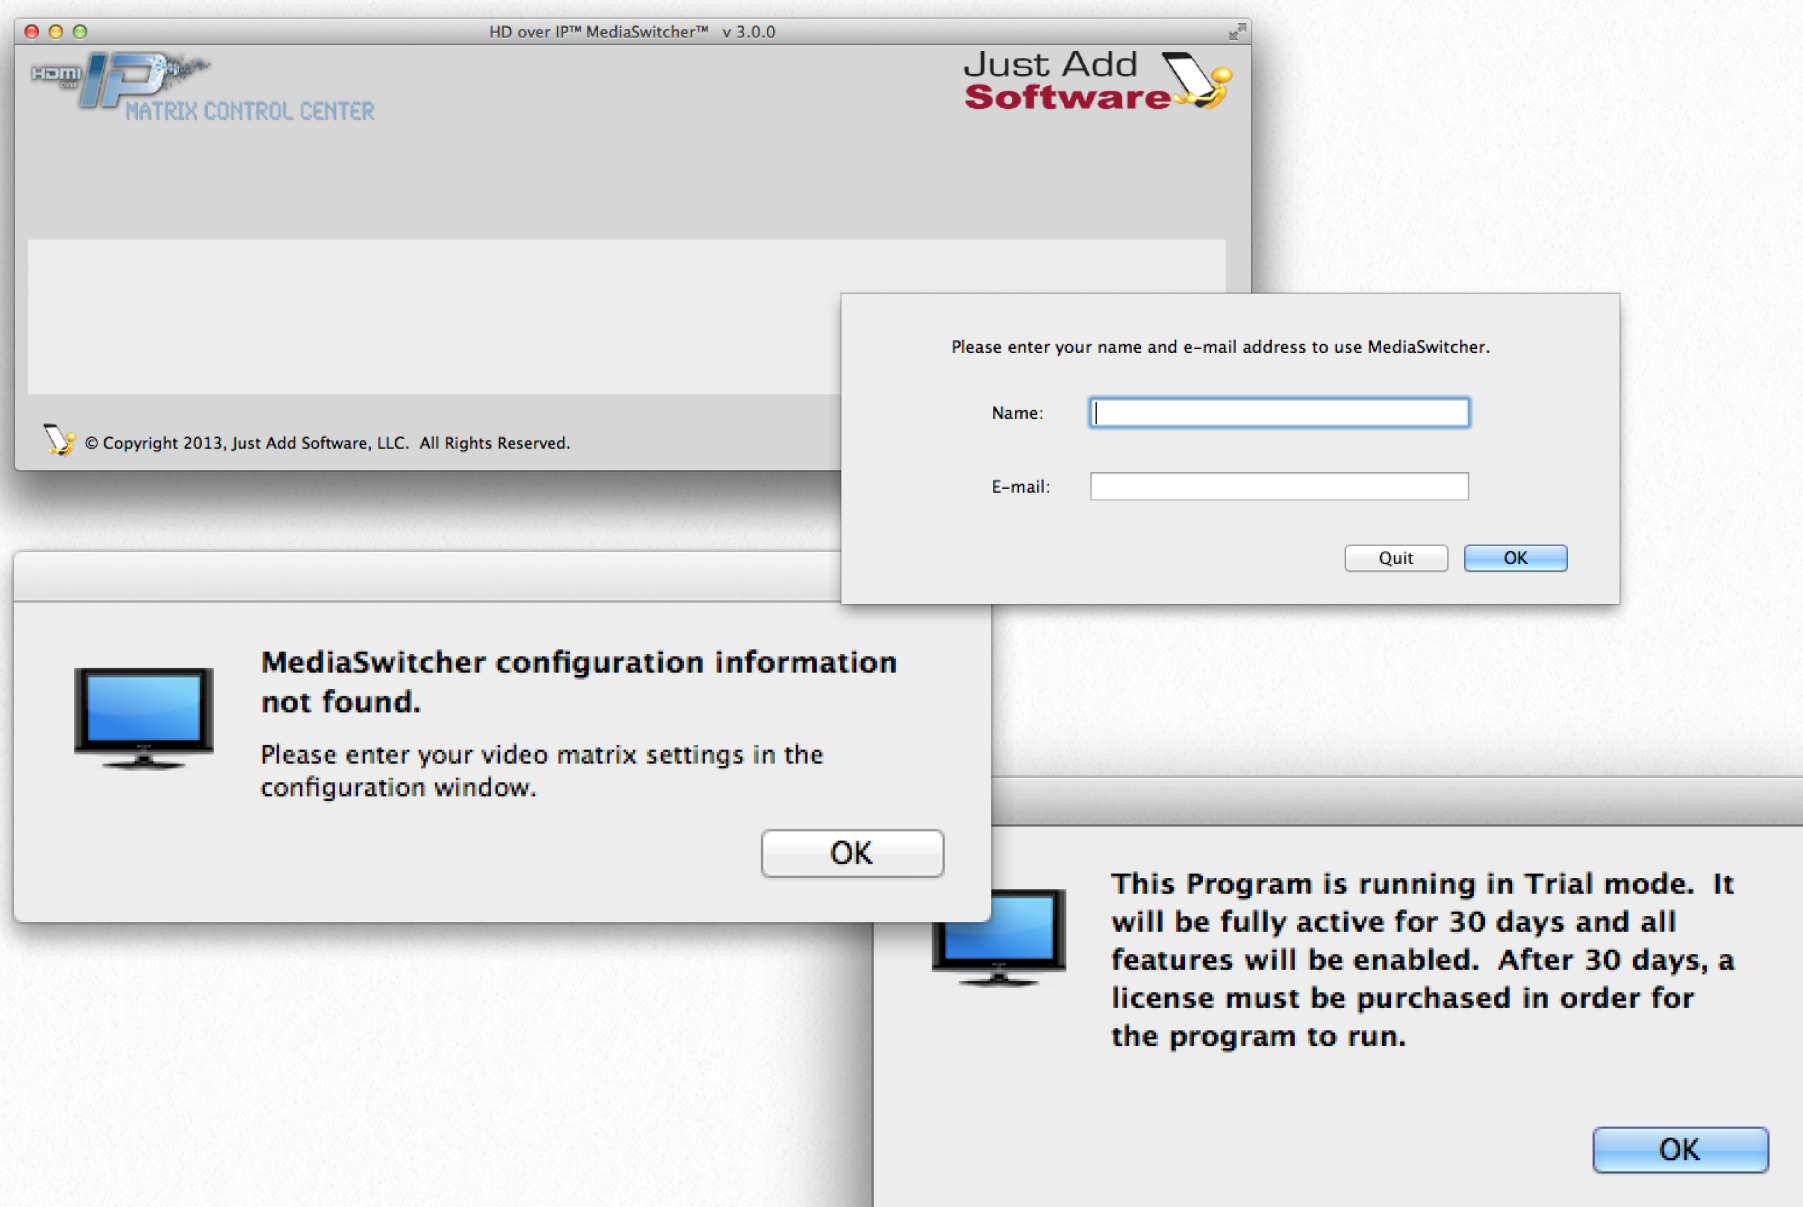 HD over IP™ MediaSwitcher™ v 3.0.0
HDMI OVER IP
MATRIX CONTROL CENTER
Just Add
Software
© Copyright 2013, Just Add Software, LLC. All Rights Reserved.
Please enter your name and e-mail address to use MediaSwitcher.
Name:
E-mail:
Quit OK
MediaSwitcher configuration information
not found.
Please enter your video matrix settings in the
configuration window.
OK
This Program is running in Trial mode. It
will be fully active for 30 days and all
features will be enabled. After 30 days, a
license must be purchased in order for
the program to run.
OK